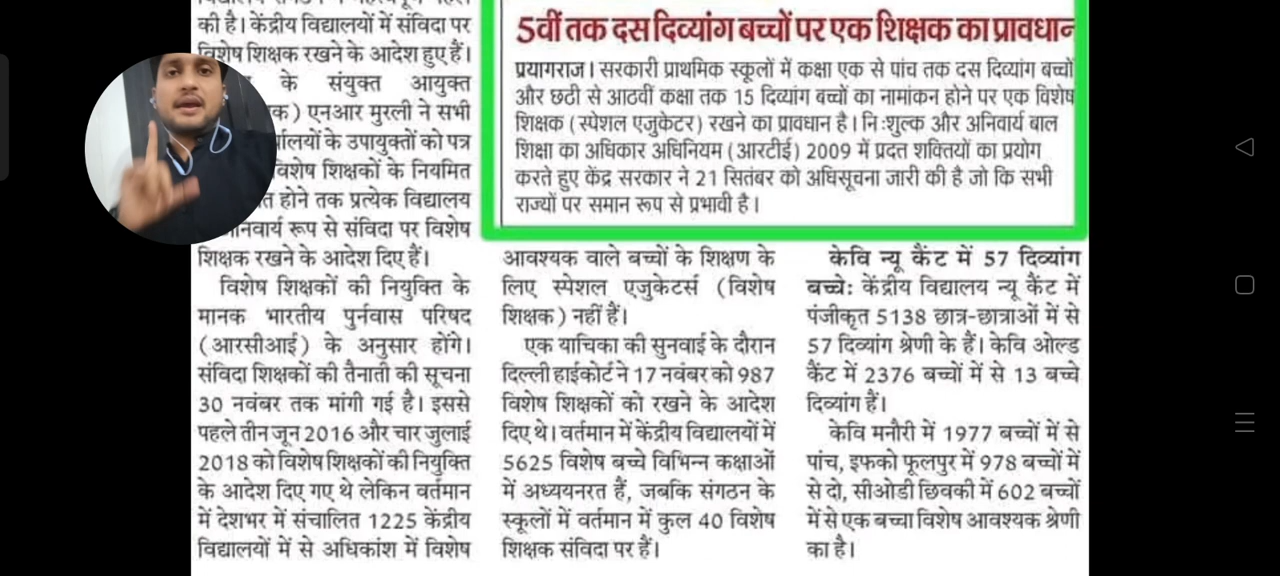 की है। केंद्रीय विद्यालयों में संविदा पर
विशेष शिक्षक रखने के आदेश हुए हैं।
के संयुक्त आयुक्त
एनआर मुरली ने सभी
के उपायुक्तों को पत्र
विशेष शिक्षकों के नियमित
होने तक प्रत्येक विद्यालय
रूप से संविदा पर विशेष
शिक्षक रखने के आदेश दिए हैं।
विशेष शिक्षकों की नियुक्ति के
मानक भारतीय पुर्नवास परिषद
(आरसीआई) के अनुसार होंगे।
संविदा शिक्षकों की तैनाती की सूचना
30 नवंबर तक मांगी गई है। इससे
पहले तीन जून 2016 और चार जुलाई
2018 को विशेष शिक्षकों की नियुक्ति
के आदेश दिए गए थे लेकिन वर्तमान
में देशभर में संचालित 1225 केंद्रीय
विद्यालयों में से अधिकांश में विशेष
5वीं तक दस दिव्यांग बच्चों पर एक शिक्षक का प्रावधान
प्रयागराज। सरकारी प्राथमिक स्कूलों में कक्षा एक से पांच तक दस दिव्यांग बच्चों
और छठी से आठवीं कक्षा तक 15 दिव्यांग बच्चों का नामांकन होने पर एक विशेष
शिक्षक (स्पेशल एजुकेटर) रखने का प्रावधान है। नि:शुल्क और अनिवार्य बाल
शिक्षा का अधिकार अधिनियम (आरटीई) 2009 में प्रदत शक्तियों का प्रयोग
करते हुए केंद्र सरकार ने 21 सितंबर को अधिसूचना जारी की है जो कि सभी
राज्यों पर समान रूप से प्रभावी है।
आवश्यक वाले बच्चों के शिक्षण के
लिए स्पेशल एजुकेटर्स (विशेष
शिक्षक) नहीं हैं।
एक याचिका की सुनवाई के दौरान
दिल्ली हाईकोर्ट ने 17 नवंबर को 987
विशेष शिक्षकों को रखने के आदेश
दिए थे। वर्तमान में केंद्रीय विद्यालयों में
5625 विशेष बच्चे विभिन्न कक्षाओं
में अध्ययनरत हैं, जबकि संगठन के
स्कूलों में वर्तमान में कुल 40 विशेष
शिक्षक संविदा पर हैं।
केवि न्यू कैंट में 57 दिव्यांग
बच्चे: केंद्रीय विद्यालय न्यू कैंट में
पंजीकृत 5138 छात्र-छात्राओं में से
57 दिव्यांग श्रेणी के हैं। केवि ओल्ड
कैंट में 2376 बच्चों में से 13 बच्चे
दिव्यांग हैं।
केवि मनौरी में 1977 बच्चों में से
पांच, इफको फूलपुर में 978 बच्चों में
से दो, सीओडी छिवकी में 602 बच्चों
में से एक बच्चा विशेष आवश्यक श्रेणी
का है।